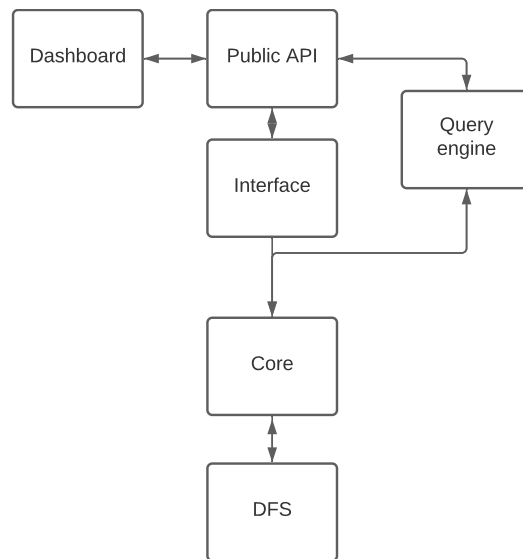 Dashboard
Public API
Query
engine
Interface
Core
DFS